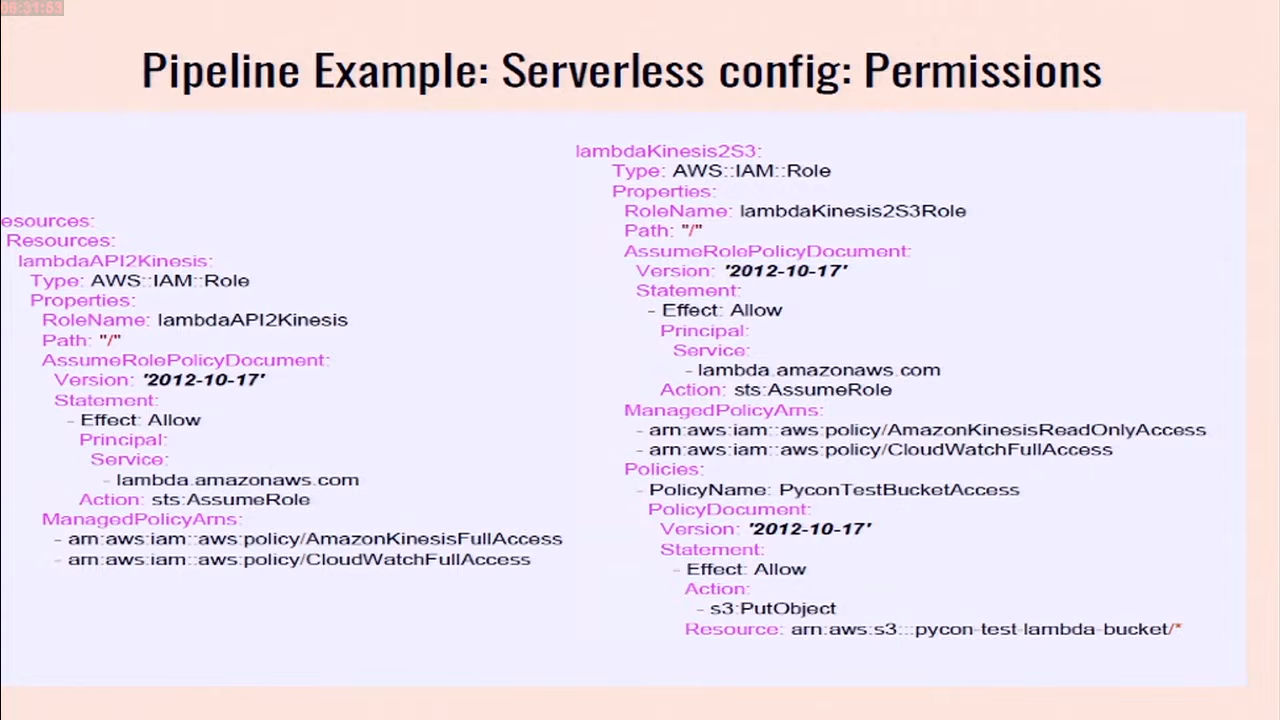 06:31:53
Pipeline Example: Serverless config: Permissions
esources:
Resources:
lambdaAPI2Kinesis:
Type: AWS::IAM::Role
Properties:
RoleName: lambdaAPI2Kinesis
Path: "/"
AssumeRolePolicyDocument:
Version: '2012-10-17'
Statement:
- Effect: Allow
Principal:
Service:
- lambda.amazonaws.com
Action: sts:AssumeRole
ManagedPolicyArns:
- arn:aws:iam::aws:policy/AmazonKinesisFullAccess
- arn:aws:iam::aws:policy/CloudWatchFullAccess
lambdaKinesis2S3:
Type: AWS::IAM::Role
Properties:
RoleName: lambdaKinesis2S3Role
Path: "/"
AssumeRolePolicyDocument:
Version: '2012-10-17'
Statement:
- Effect: Allow
Principal:
Service:
- lambda.amazonaws.com
Action: sts:AssumeRole
ManagedPolicyArns:
- arn:aws:iam::aws:policy/AmazonKinesisReadOnlyAccess
- arn:aws:iam::aws:policy/CloudWatchFullAccess
Policies:
- PolicyName: PyconTestBucketAccess
PolicyDocument:
Version: '2012-10-17'
Statement:
- Effect: Allow
Action:
- s3:PutObject
Resource: arn:aws:s3:::pycon-test-lambda-bucket/*